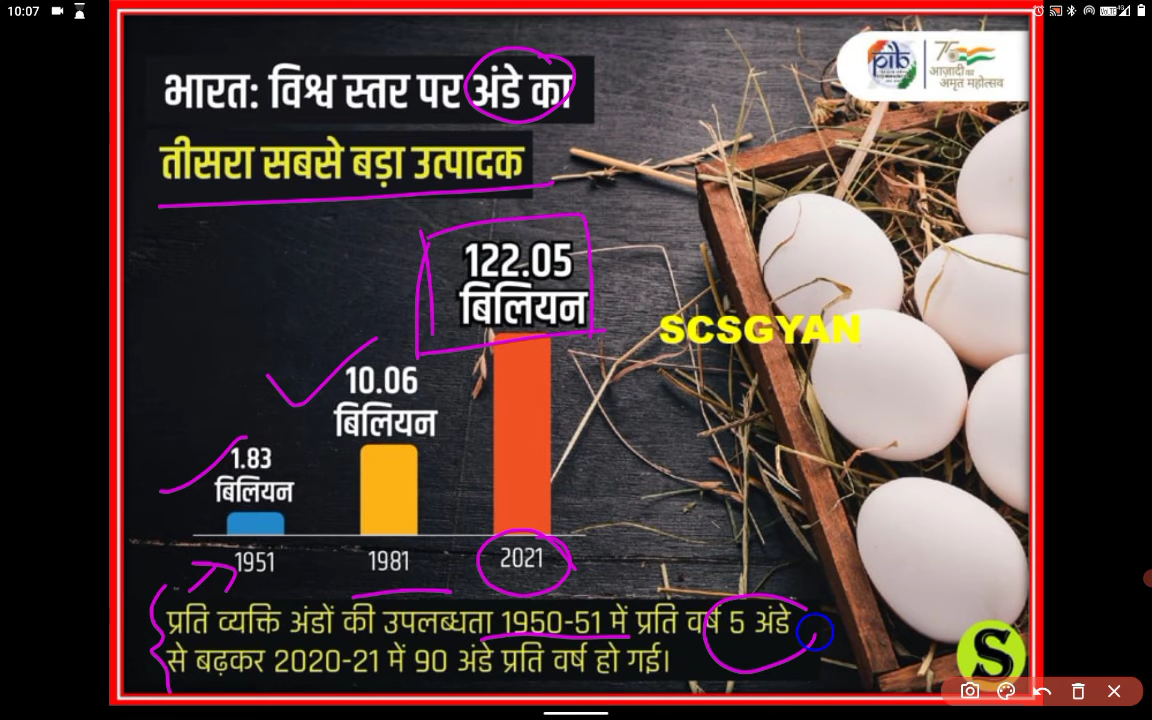 10:07
भारत: विश्व स्तर पर अंडे का
तीसरा सबसे बड़ा उत्पादक
pib
75
आज़ादी का
अमृत महोत्सव
122.05
बिलियन
10.06
बिलियन
1.83
बिलियन
SCSGYAN
1951
1981
2021
प्रति व्यक्ति अंडों की उपलब्धता 1950-51 में प्रति वर्ष 5 अंडे
से बढ़कर 2020-21 में 90 अंडे प्रति वर्ष हो गई।
S